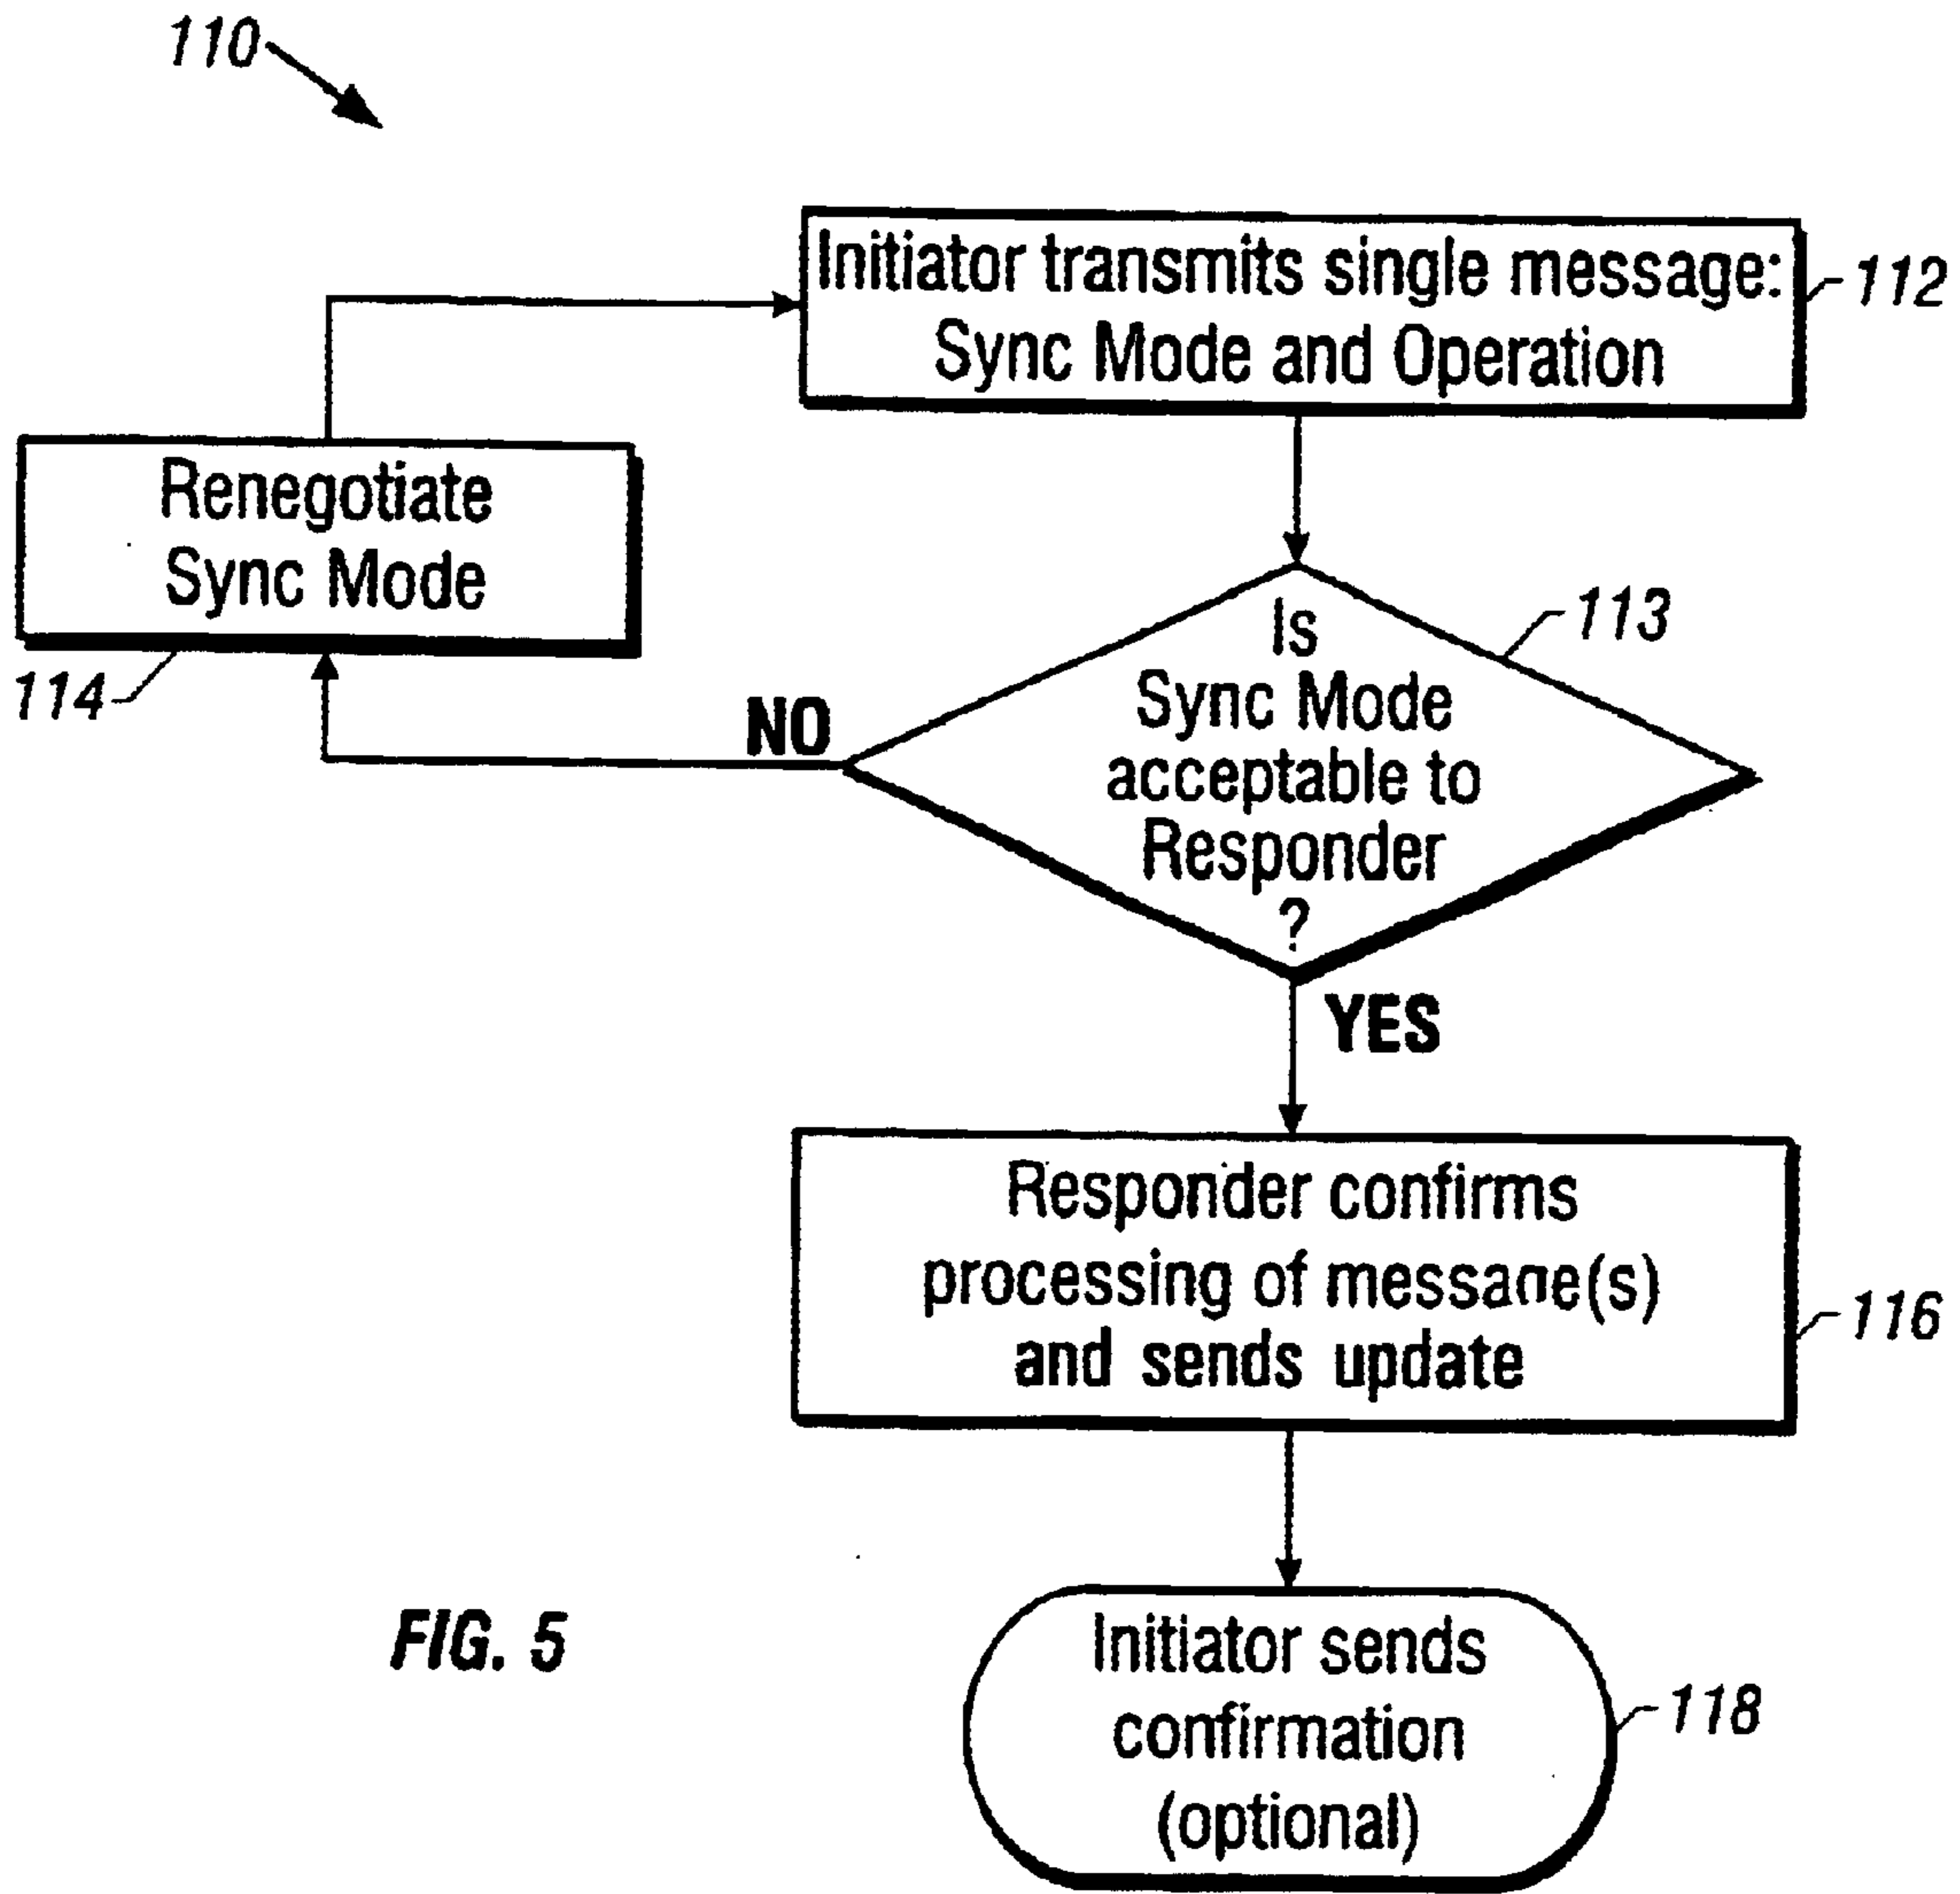 110
Initiator transmits single message:
Sync Mode and Operation
112
Renegotiate
Sync Mode
114
Is
Sync Mode
acceptable to
Responder
?
113
NO
YES
Responder confirms
processing of message(s)
and sends update
116
Initiator sends
confirmation
(optional)
118
FIG. 5